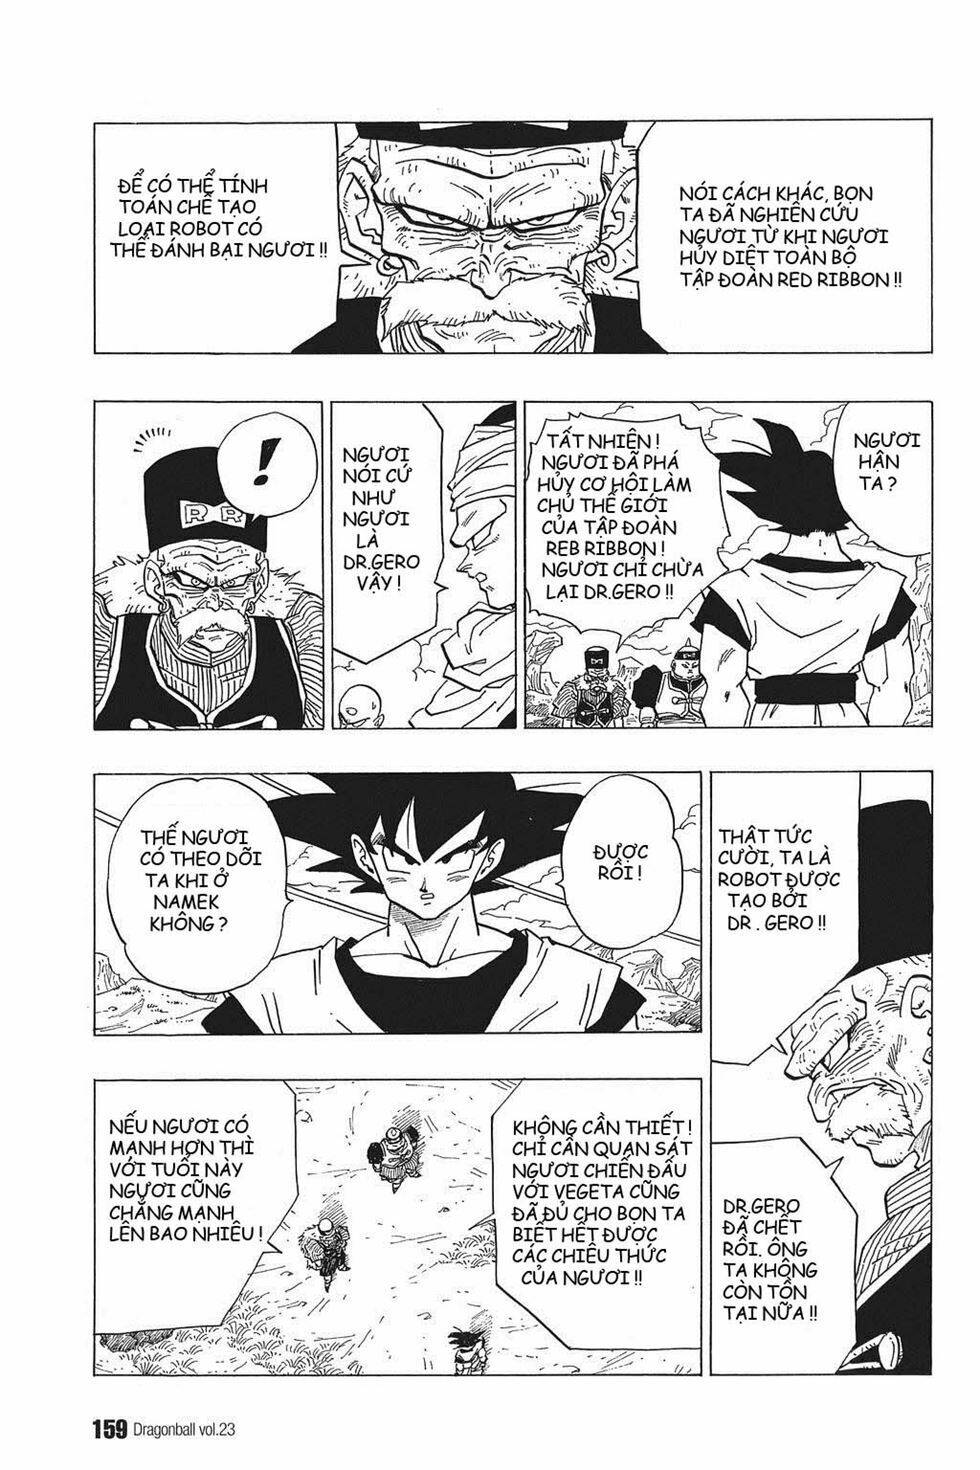 NÓI CÁCH KHÁC, BỌN
TA ĐÃ NGHIÊN CỨU
NGƯƠI TỪ KHI NGƯƠI
HỦY DIỆT TOÀN BỘ
TẬP ĐOÀN RED RIBBON !!
ĐỂ CÓ THỂ TÍNH
TOÁN CHẾ TẠO
LOẠI ROBOT CÓ
THỂ ĐÁNH BẠI NGƯƠI !!
NGƯƠI
HẬN
TA ?
TẤT NHIÊN !
NGƯƠI ĐÃ PHÁ
HỦY CƠ HỘI LÀM
CHỦ THẾ GIỚI
CỦA TẬP ĐOÀN
REB RIBBON !
NGƯƠI CHỈ CHỪA
LẠI DR.GERO !!
NGƯƠI
NÓI CỨ
NHƯ
NGƯƠI
LÀ
DR.GERO
VẬY !
!
R R
THẬT TỨC
CƯỜI, TA LÀ
ROBOT ĐƯỢC
TẠO BỞI
DR . GERO !!
DR.GERO
ĐÃ CHẾT
RỒI. ÔNG
TA KHÔNG
CÒN TỒN
TẠI NỮA !!
ĐƯỢC
RỒI !
THẾ NGƯƠI
CÓ THEO DÕI
TA KHI Ở
NAMEK
KHÔNG ?
KHÔNG CẦN THIẾT !
CHỈ CẦN QUAN SÁT
NGƯƠI CHIẾN ĐẤU
VỚI VEGETA CŨNG
ĐÃ ĐỦ CHO BỌN TA
BIẾT HẾT ĐƯỢC
CÁC CHIÊU THỨC
CỦA NGƯƠI !!
NẾU NGƯƠI CÓ
MẠNH HƠN THÌ
VỚI TUỔI NÀY
NGƯƠI CŨNG
CHẲNG MẠNH
LÊN BAO NHIÊU !
159 Dragonball vol.23